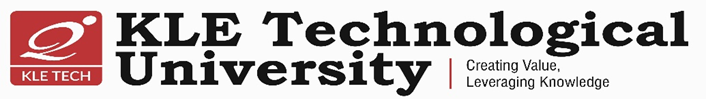 KLE TECH
KLE Technological
University
Creating Value,
Leveraging Knowledge